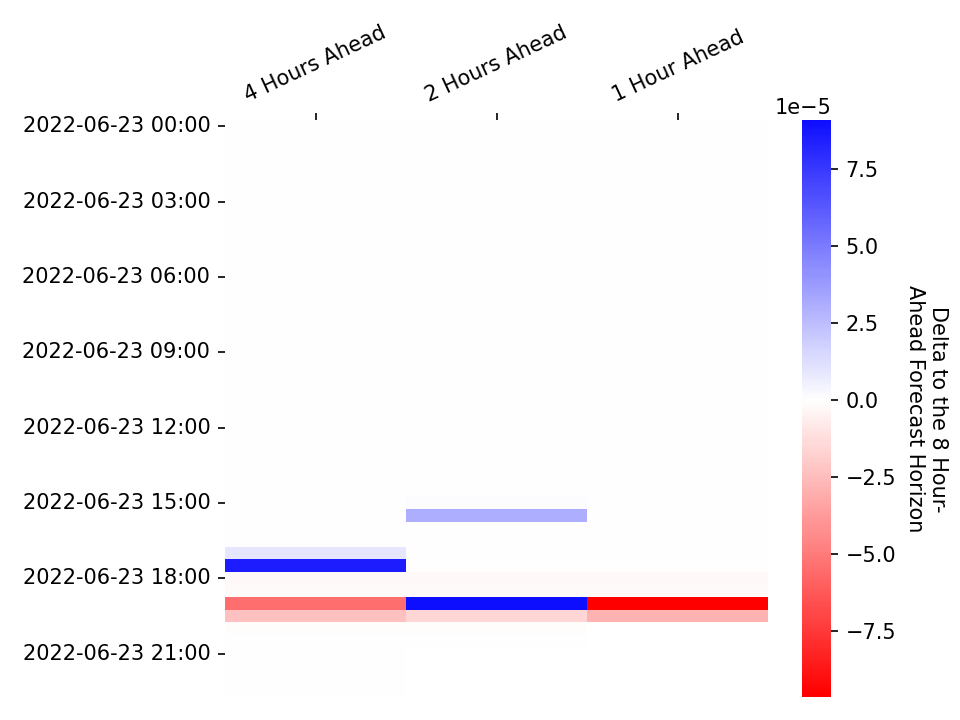 4 Hours Ahead
2 Hours Ahead
1 Hour Ahead
1e−5
2022-06-23 00:00
2022-06-23 03:00
2022-06-23 06:00
2022-06-23 09:00
2022-06-23 12:00
2022-06-23 15:00
2022-06-23 18:00
2022-06-23 21:00
7.5
5.0
2.5
0.0
−2.5
−5.0
−7.5
Delta to the 8 Hour-
Ahead Forecast Horizon